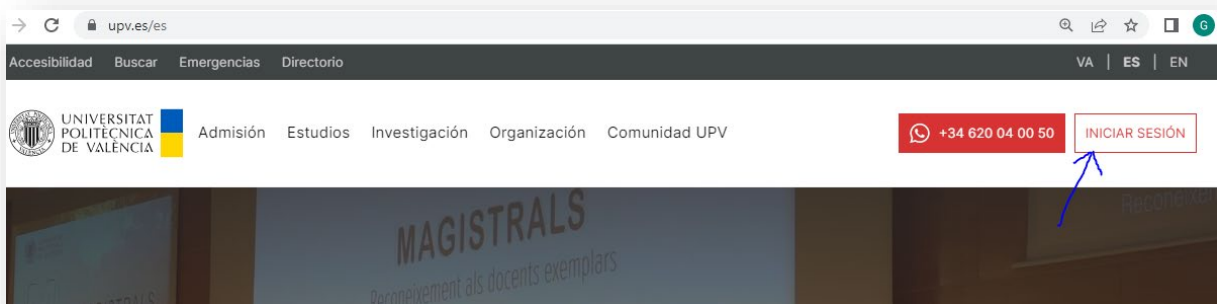 upv.es/es
G
Accesibilidad Buscar Emergencias Directorio VA | ES | EN
UNIVERSITAT
POLITÈCNICA
DE VALÈNCIA
Admisión Estudios Investigación Organización Comunidad UPV +34 620 04 00 50 INICIAR SESIÓN
MAGISTRALS
Reconeixement als docents exemplars